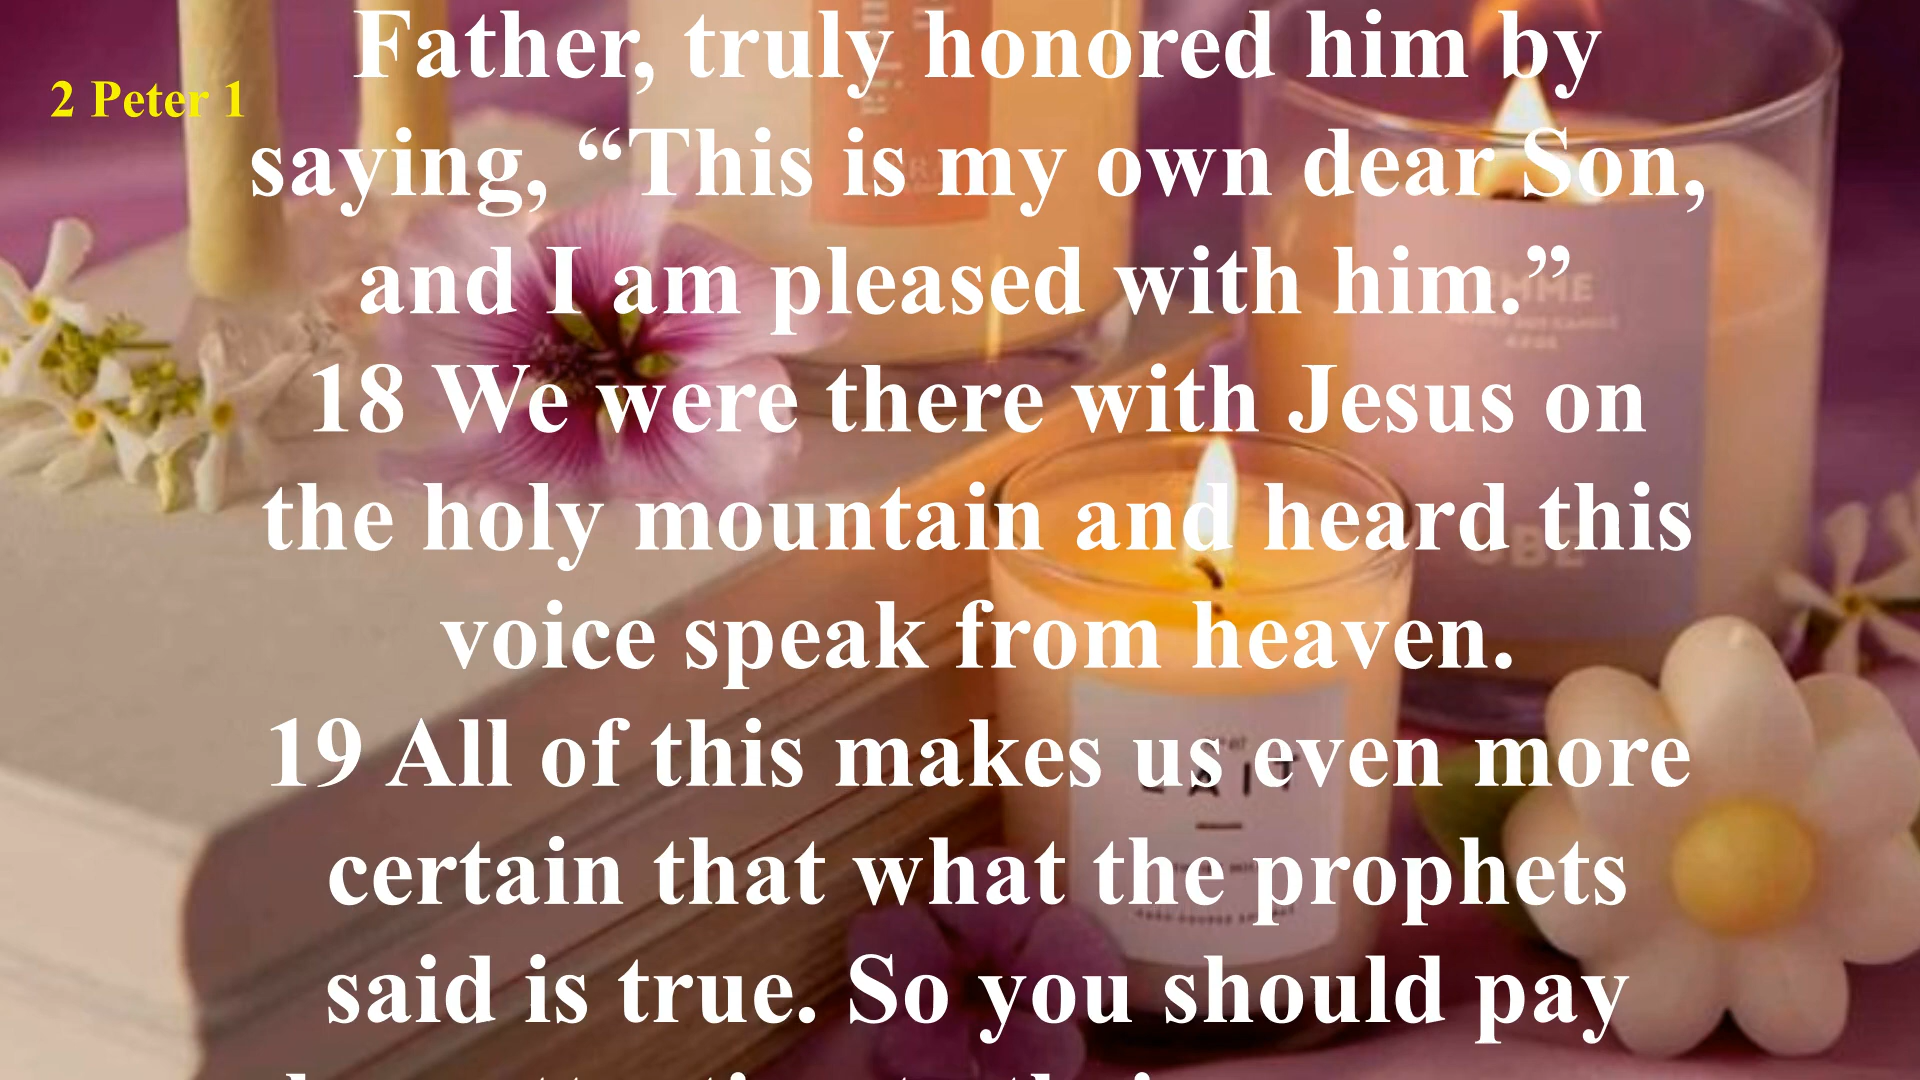 2 Peter 1
Father, truly honored him by
saying, “This is my own dear Son,
and I am pleased with him.”
18 We were there with Jesus on
the holy mountain and heard this
voice speak from heaven.
19 All of this makes us even more
certain that what the prophets
said is true. So you should pay